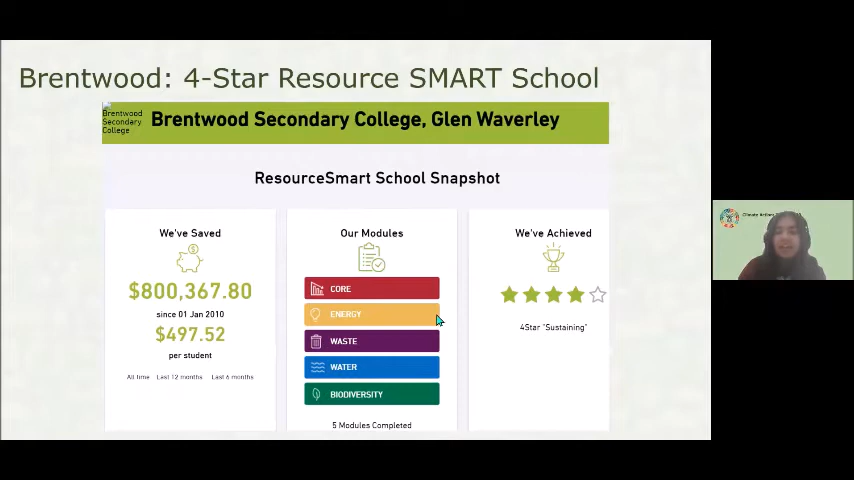 Brentwood: 4-Star Resource SMART School
Brentwood
Secondary
College
Brentwood Secondary College, Glen Waverley
ResourceSmart School Snapshot
We've Saved
$800,367.80
since 01 Jan 2010
$497.52
per student
All time Last 12 months Last 6 months
Our Modules
CORE
ENERGY
WASTE
WATER
BIODIVERSITY
5 Modules Completed
We've Achieved
4Star "Sustaining"
Climate Action